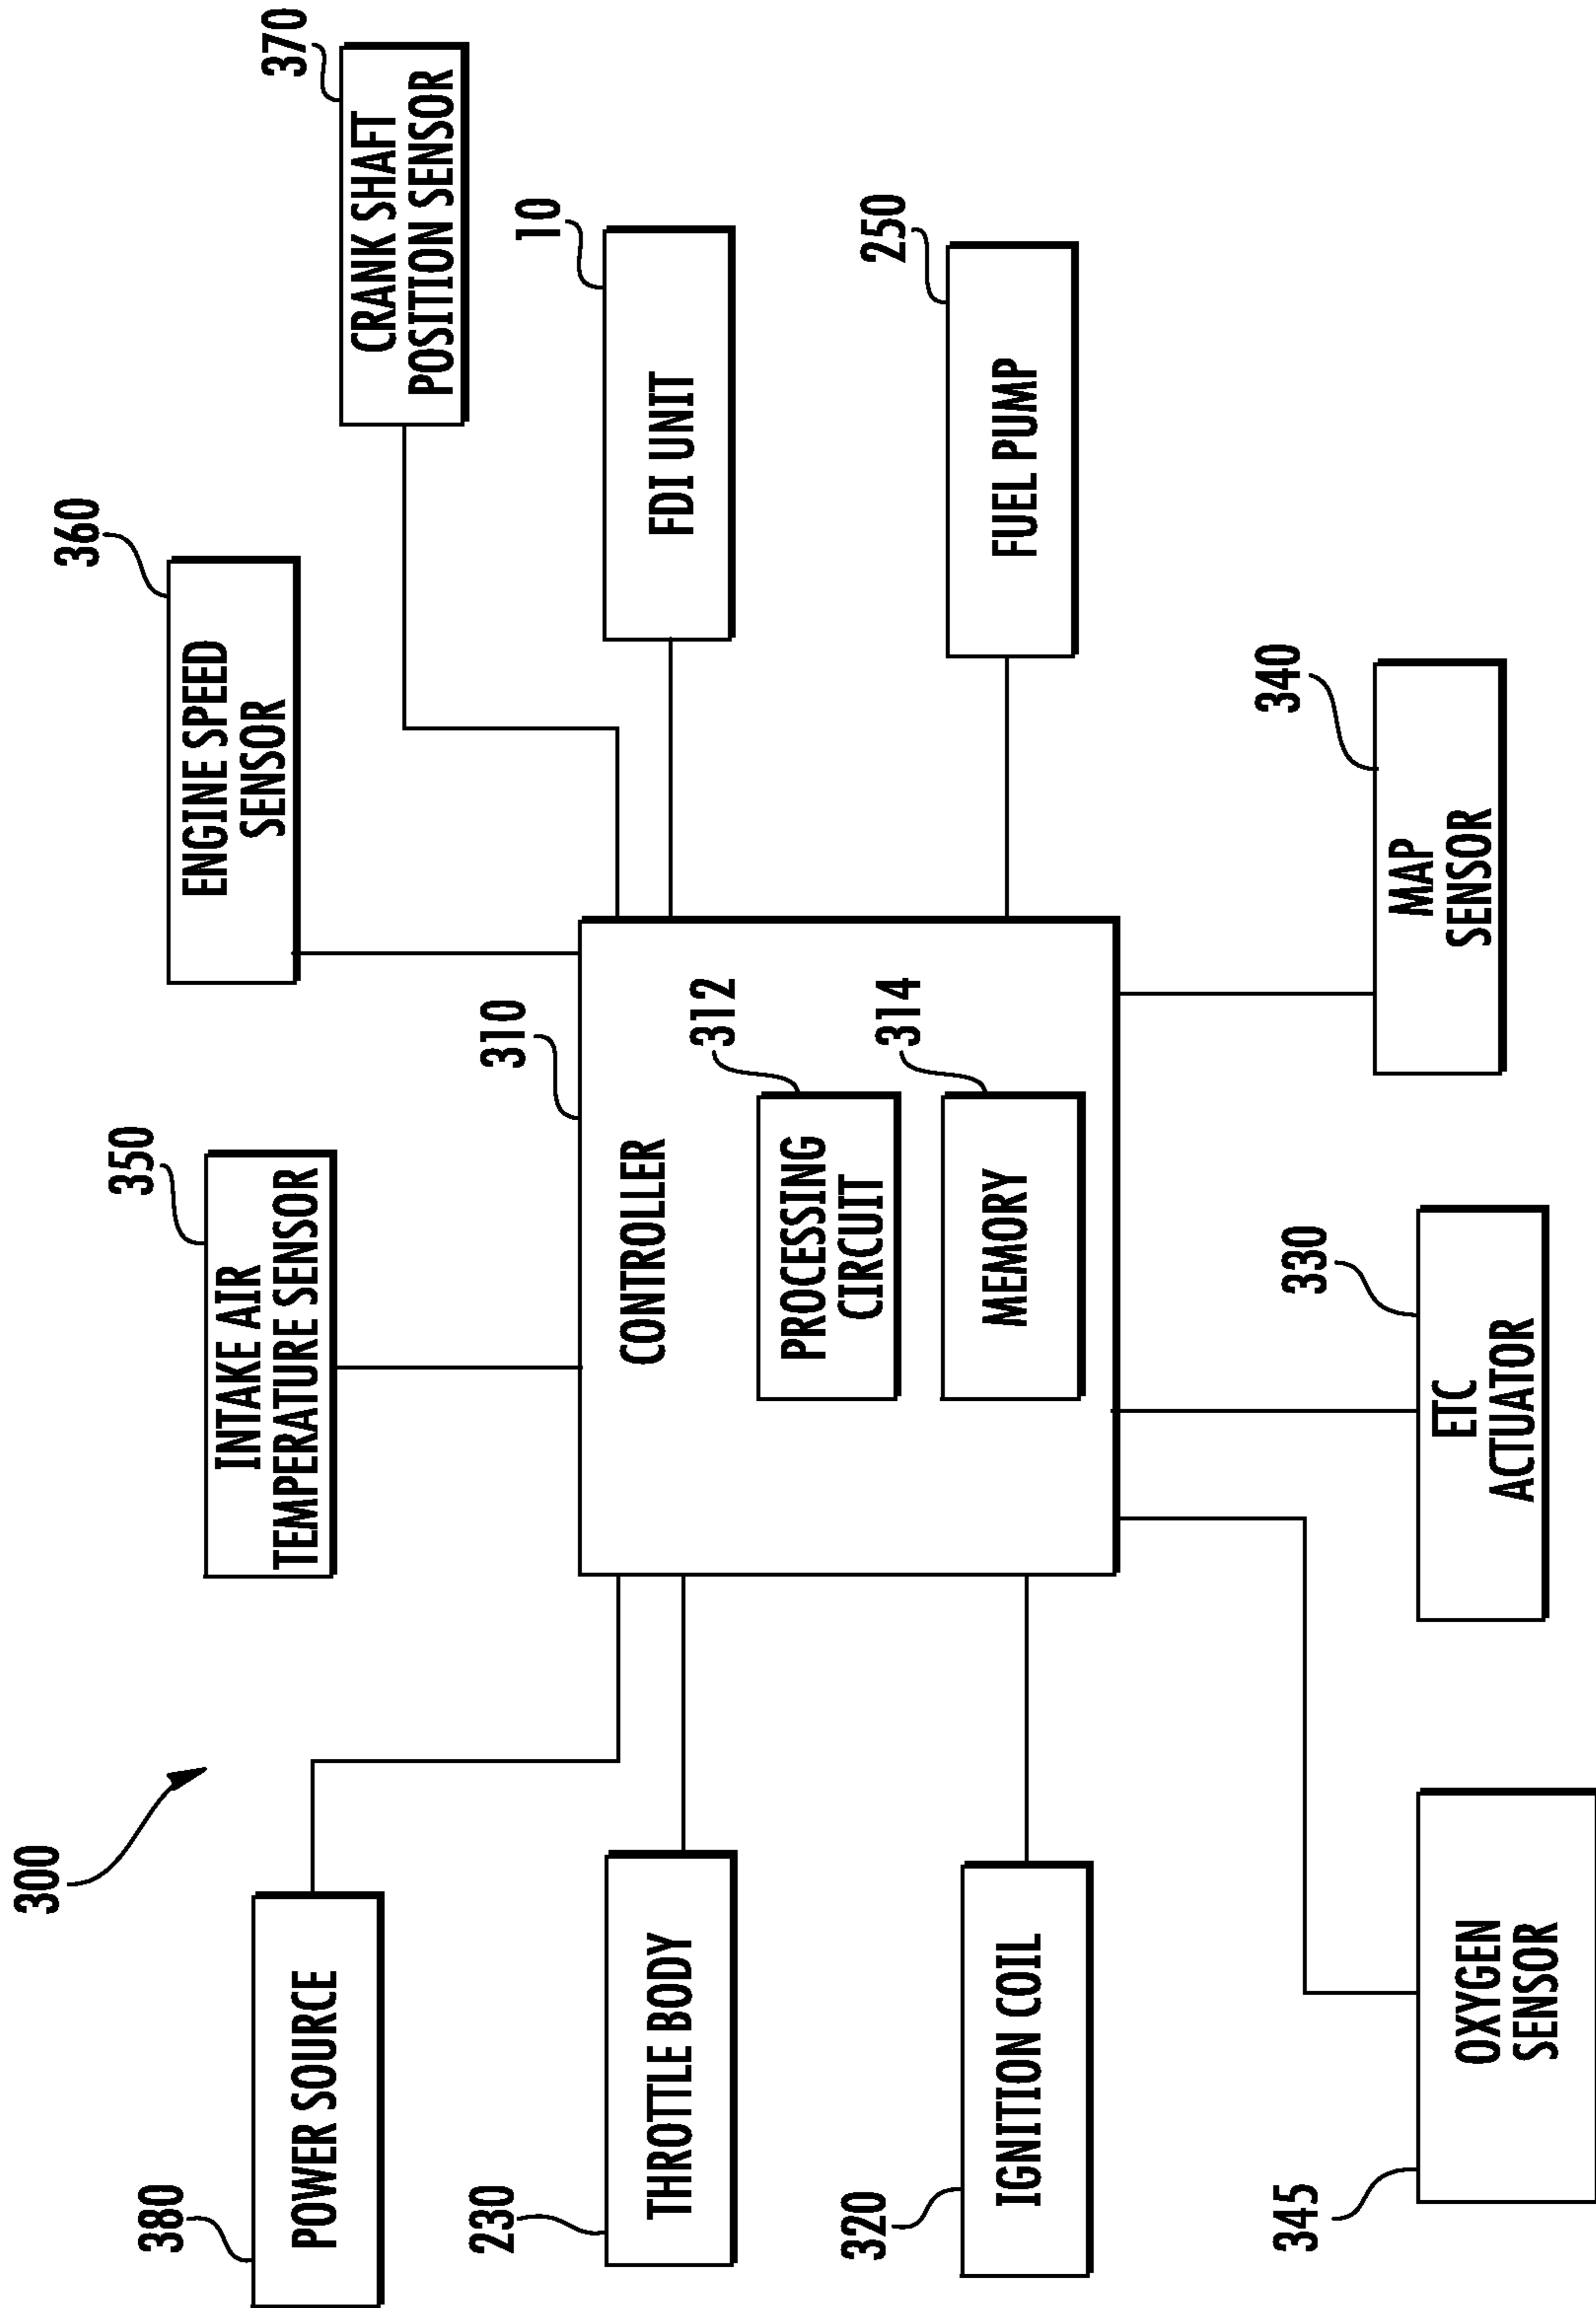 300
350
360
370
380
POWER SOURCE
INTAKE AIR
TEMPERATURE SENSOR
ENGINE SPEED
SENSOR
CRANK SHAFT
POSITION SENSOR
310
10
230
THROTTLE BODY
CONTROLLER
FDI UNIT
312
PROCESSING
CIRCUIT
250
320
IGNITION COIL
314
MEMORY
FUEL PUMP
345
OXYGEN
SENSOR
330
ETC
ACTUATOR
340
MAP
SENSOR